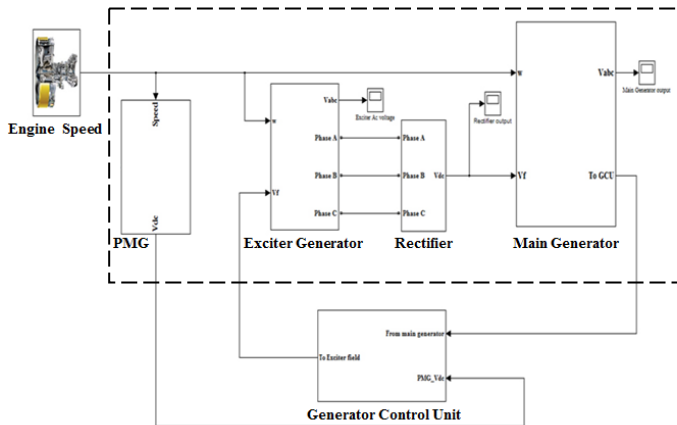 Engine Speed
Speed
Vdc
PMG
w
Vf
Vabc
Phase A
Phase B
Phase C
Exciter Ac voltage
Exciter Generator
Phase A
Phase B
Phase C
Vdc
Rectifier
Rectifier output
w
Vf
Vabc
To GCU
Main Generator output
Main Generator
From main generator
To Exciter field
PMG_Vdc
Generator Control Unit